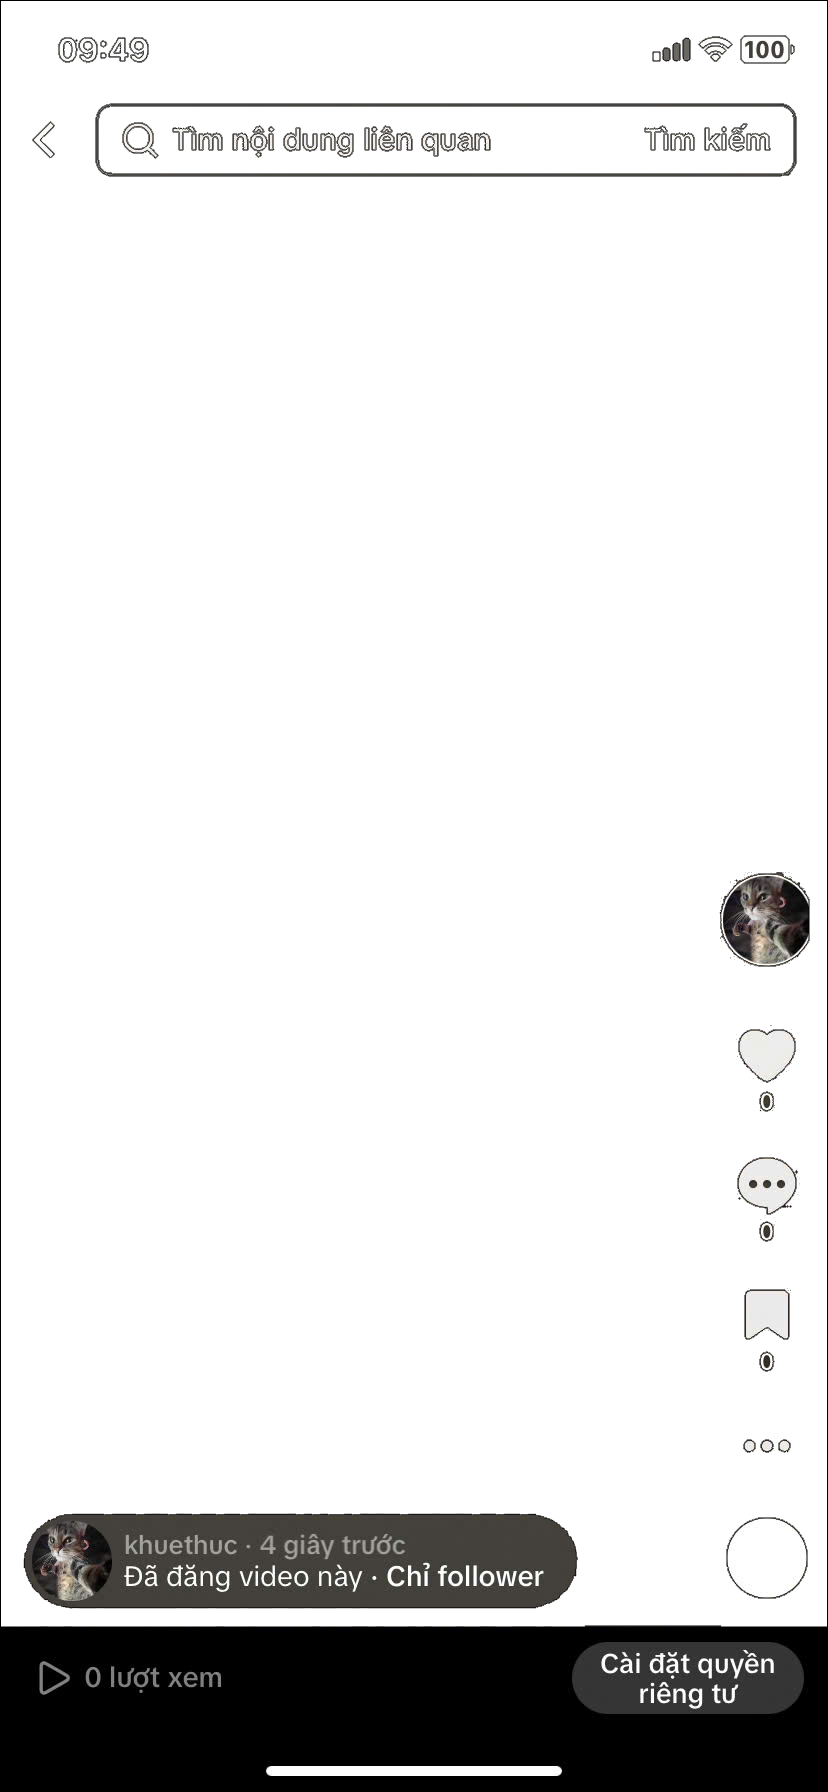 09:49
100
Tìm nội dung liên quan
Tìm kiếm
0
0
0
khuethuc · 4 giây trước
Đã đăng video này · Chỉ follower
0 lượt xem
Cài đặt quyền
riêng tư